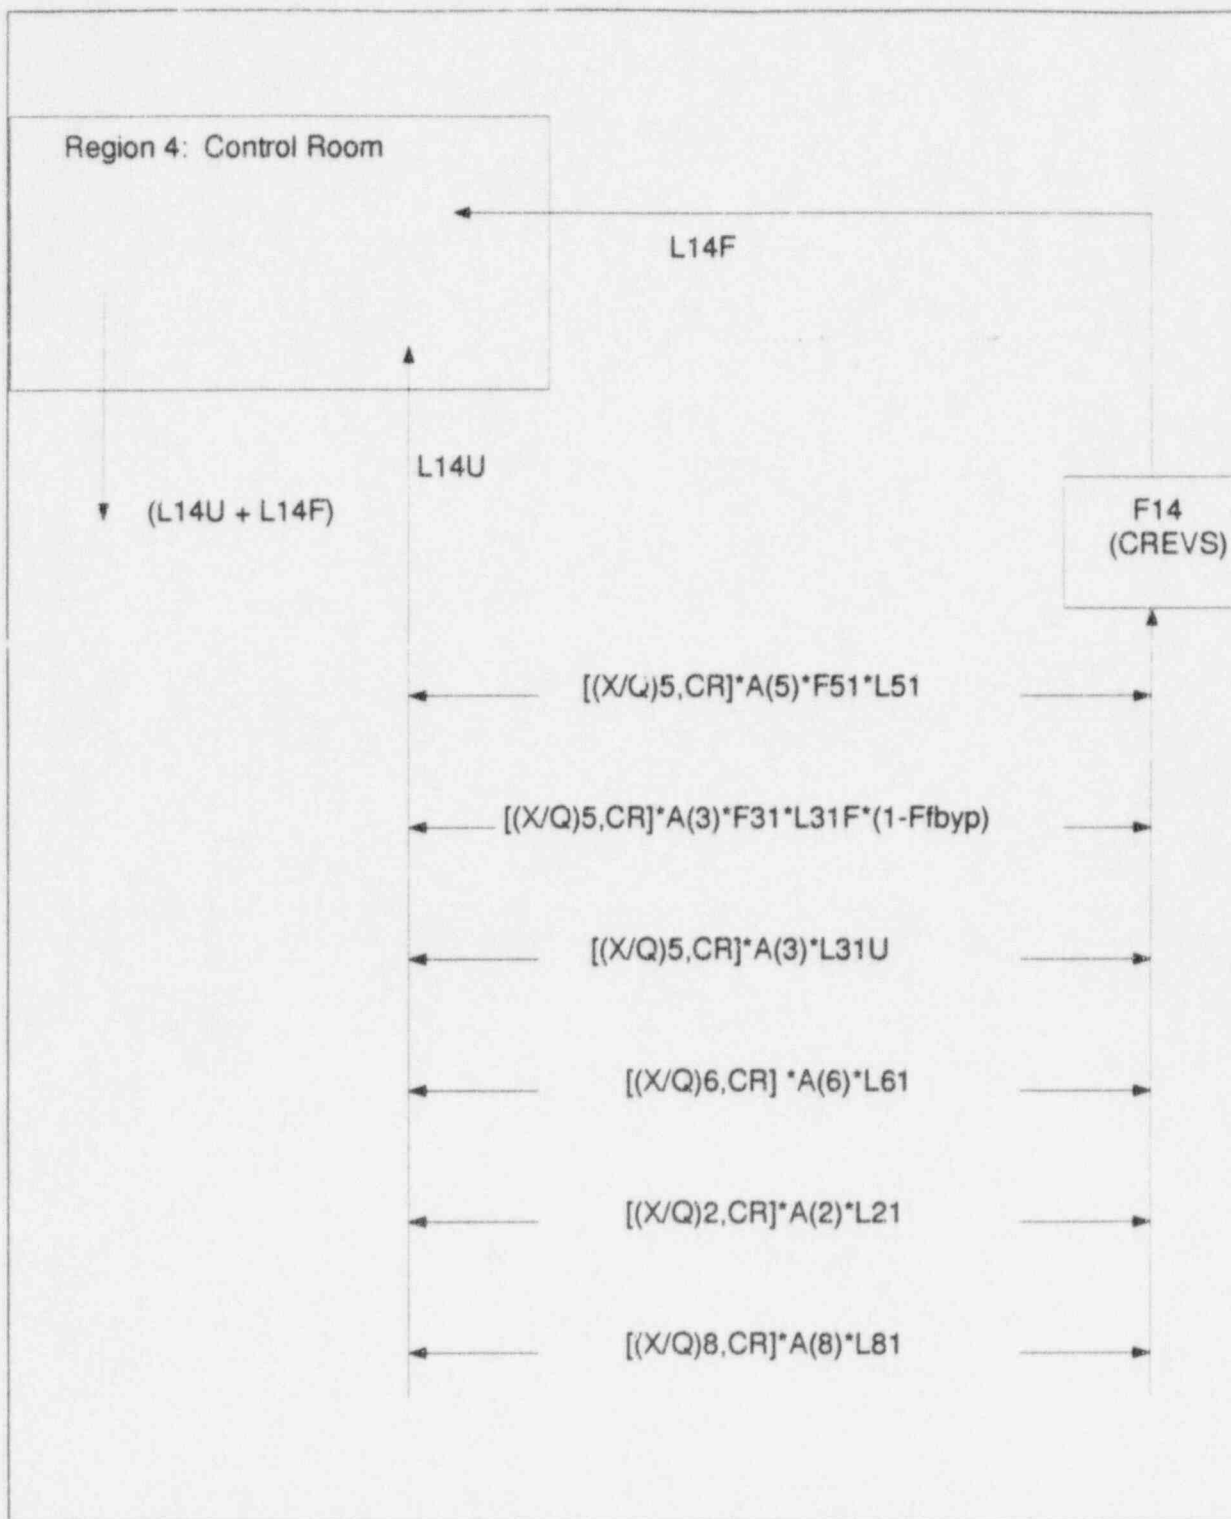 Region 4: Control Room
L14F
L14U
(L14U + L14F)
F14
(CREVS)
[(X/Q)5,CR]*A(5)*F51*L51
[(X/Q)5,CR]*A(3)*F31*L31F*(1-Ffbyp)
[(X/Q)5,CR]*A(3)*L31U
[(X/Q)6,CR] *A(6)*L61
[(X/Q)2,CR]*A(2)*L21
[(X/Q)8,CR]*A(8)*L81